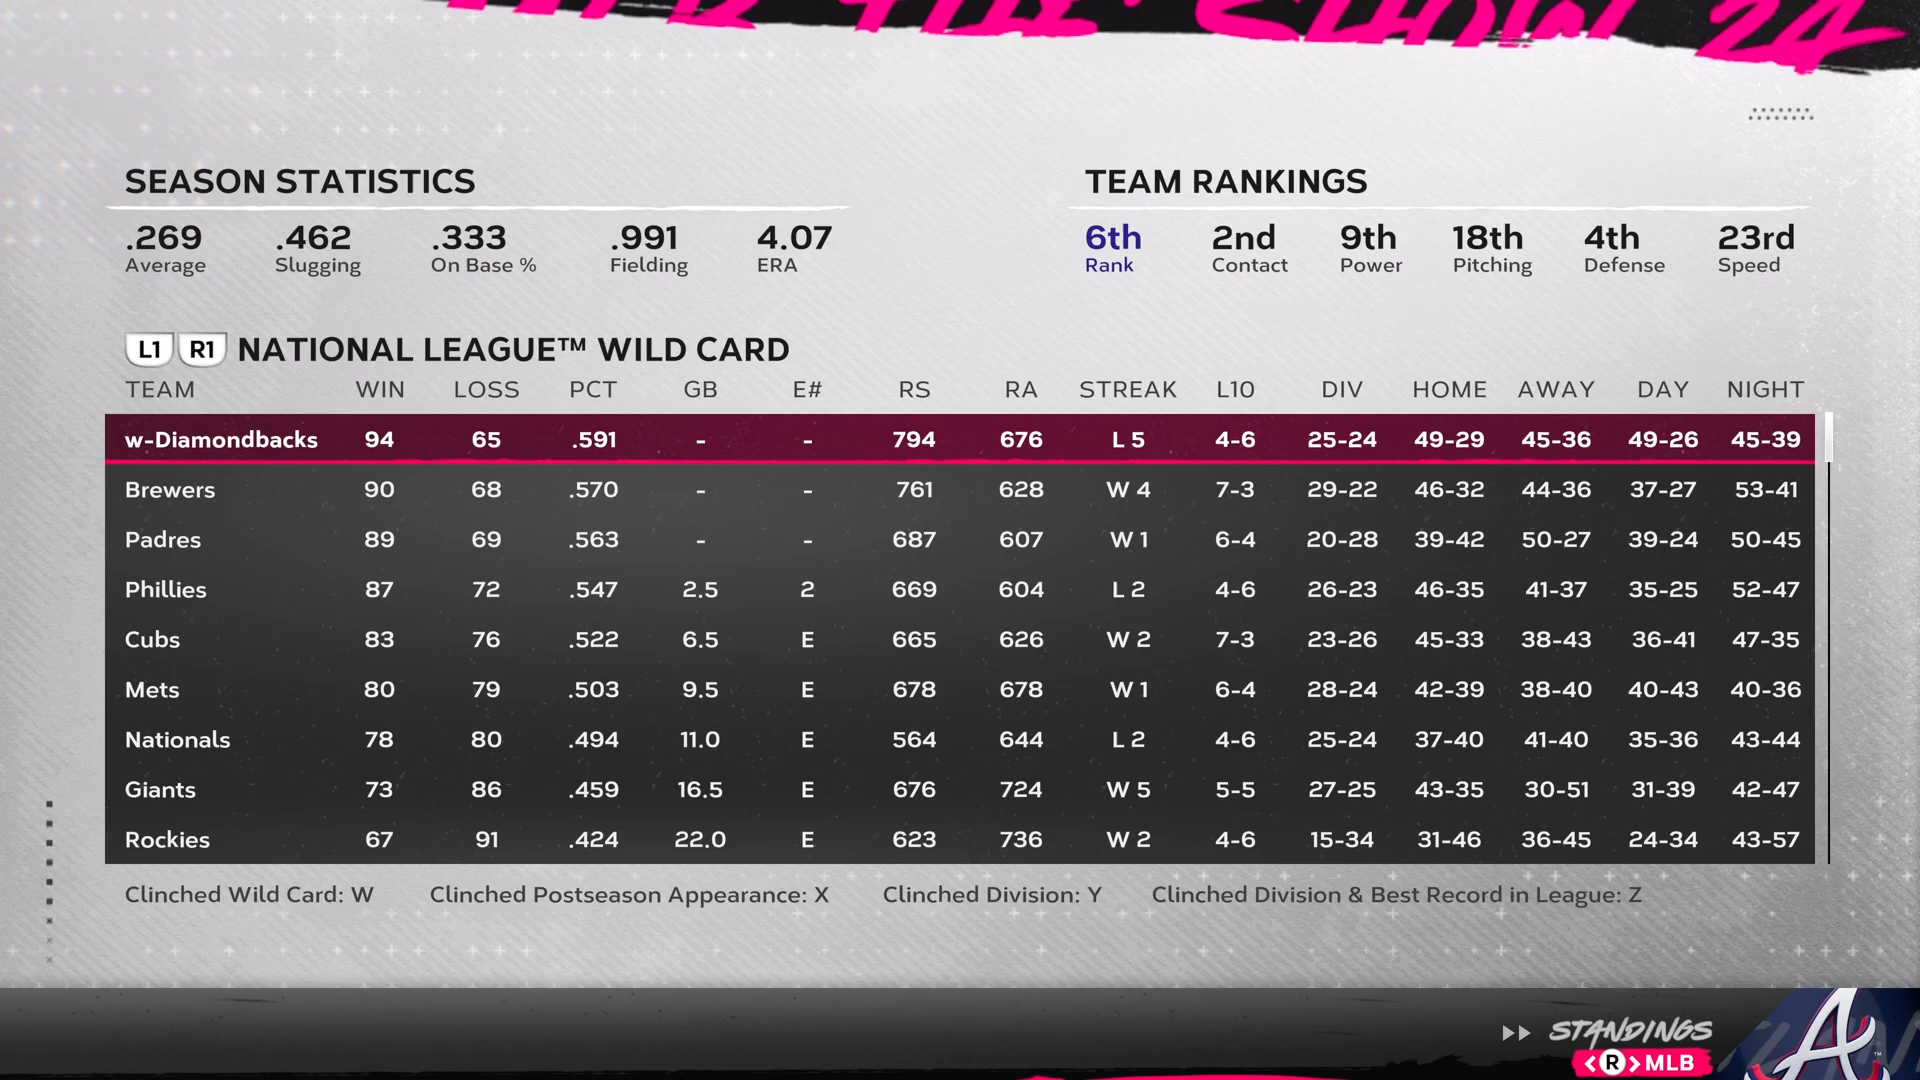 THE SHOW 24
SEASON STATISTICS
.269 .462 .333 .991 4.07
Average Slugging On Base % Fielding ERA
TEAM RANKINGS
6th 2nd 9th 18th 4th 23rd
Rank Contact Power Pitching Defense Speed
L1 R1 NATIONAL LEAGUE™ WILD CARD
TEAM WIN LOSS PCT GB E# RS RA STREAK L10 DIV HOME AWAY DAY NIGHT
w-Diamondbacks 94 65 .591 - - 794 676 L 5 4-6 25-24 49-29 45-36 49-26 45-39
Brewers 90 68 .570 - - 761 628 W 4 7-3 29-22 46-32 44-36 37-27 53-41
Padres 89 69 .563 - - 687 607 W 1 6-4 20-28 39-42 50-27 39-24 50-45
Phillies 87 72 .547 2.5 2 669 604 L 2 4-6 26-23 46-35 41-37 35-25 52-47
Cubs 83 76 .522 6.5 E 665 626 W 2 7-3 23-26 45-33 38-43 36-41 47-35
Mets 80 79 .503 9.5 E 678 678 W 1 6-4 28-24 42-39 38-40 40-43 40-36
Nationals 78 80 .494 11.0 E 564 644 L 2 4-6 25-24 37-40 41-40 35-36 43-44
Giants 73 86 .459 16.5 E 676 724 W 5 5-5 27-25 43-35 30-51 31-39 42-47
Rockies 67 91 .424 22.0 E 623 736 W 2 4-6 15-34 31-46 36-45 24-34 43-57
Clinched Wild Card: W Clinched Postseason Appearance: X Clinched Division: Y Clinched Division & Best Record in League: Z
STANDINGS
<R> MLB
A ™